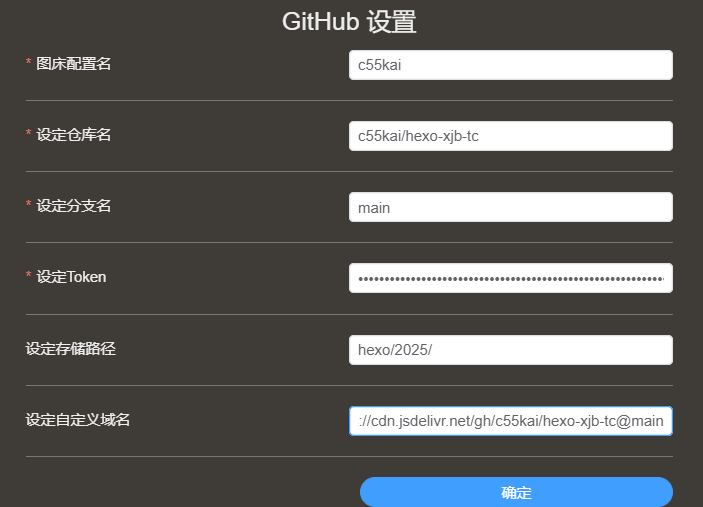 GitHub 设置
* 图床配置名
c55kai
* 设定仓库名
c55kai/hexo-xjb-tc
* 设定分支名
main
* 设定Token
设定存储路径
hexo/2025/
设定自定义域名
://cdn.jsdelivr.net/gh/c55kai/hexo-xjb-tc@main
确定